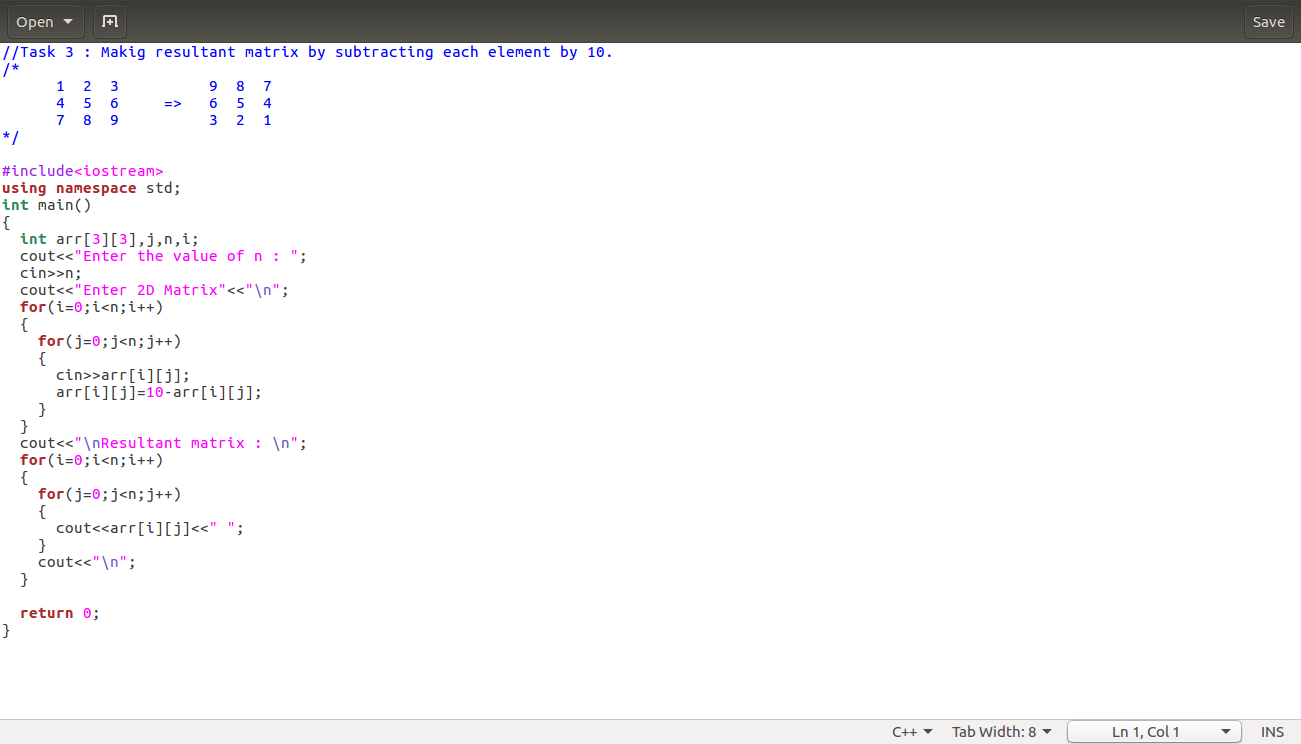 Open Save
//Task 3 : Makig resultant matrix by subtracting each element by 10.
/*
      1  2  3          9  8  7
      4  5  6     =>   6  5  4
      7  8  9          3  2  1
*/
#include<iostream>
using namespace std;
int main()
{
  int arr[3][3],j,n,i;
  cout<<"Enter the value of n : ";
  cin>>n;
  cout<<"Enter 2D Matrix"<<"\n";
  for(i=0;i<n;i++)
  {
    for(j=0;j<n;j++)
    {
      cin>>arr[i][j];
      arr[i][j]=10-arr[i][j];
    }
  }
  cout<<"\nResultant matrix : \n";
  for(i=0;i<n;i++)
  {
    for(j=0;j<n;j++)
    {
      cout<<arr[i][j]<<" ";
    }
    cout<<"\n";
  }
  return 0;
}
C++ Tab Width: 8 Ln 1, Col 1 INS